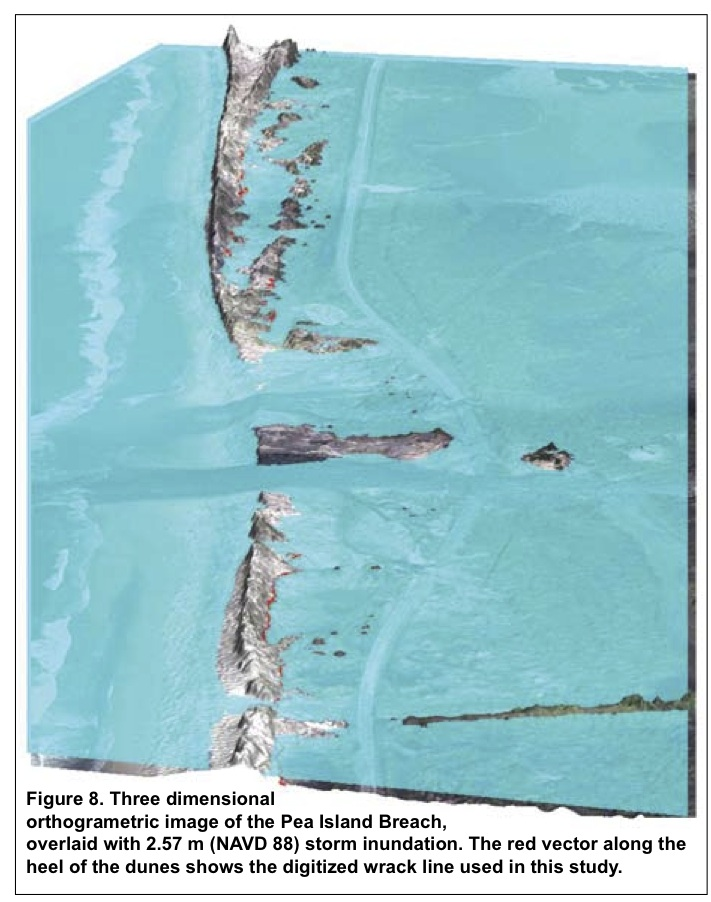 Figure 8. Three dimensional
orthogrametric image of the Pea Island Breach,
overlaid with 2.57 m (NAVD 88) storm inundation. The red vector along the
heel of the dunes shows the digitized wrack line used in this study.